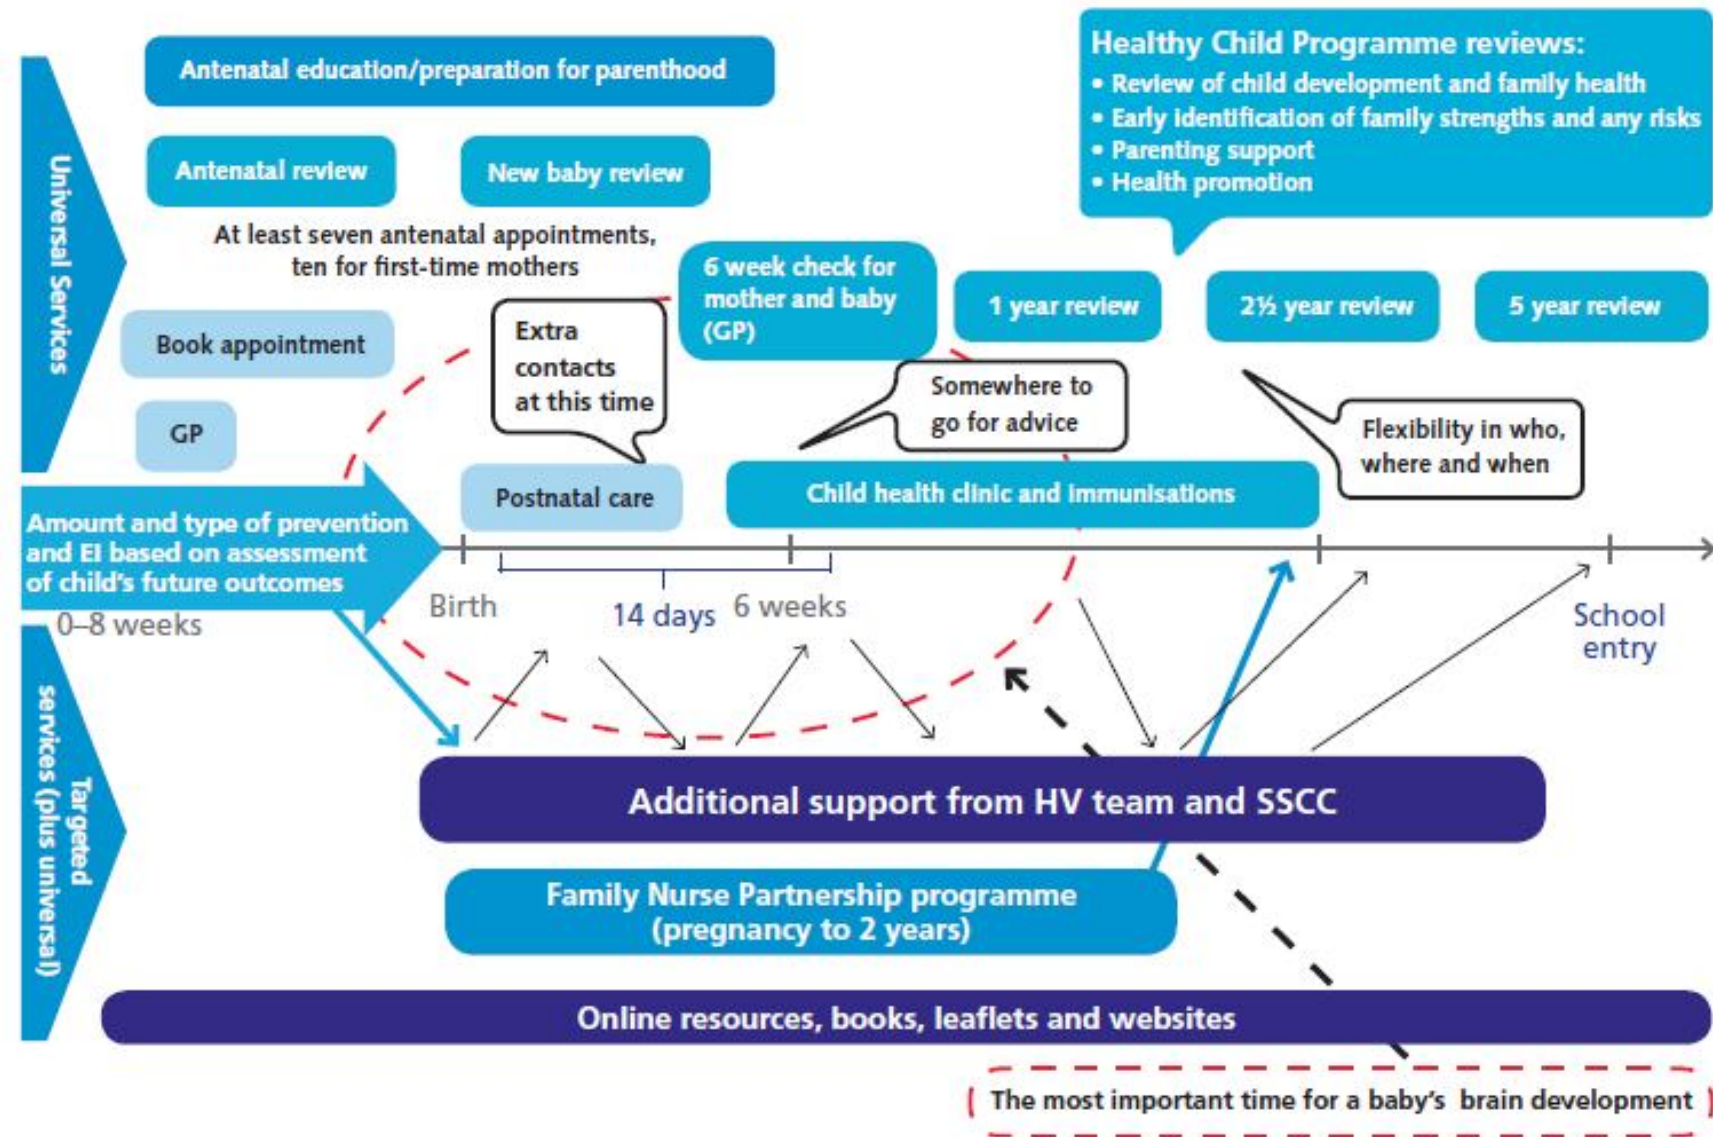 Universal Services
Antenatal education/preparation for parenthood
Antenatal review
New baby review
At least seven antenatal appointments,
ten for first-time mothers
Book appointment
GP
Extra
contacts
at this time
6 week check for
mother and baby
(GP)
Healthy Child Programme reviews:
• Review of child development and family health
• Early identification of family strengths and any risks
• Parenting support
• Health promotion
1 year review
2½ year review
5 year review
Somewhere to
go for advice
Flexibility in who,
where and when
Postnatal care
Child health clinic and immunisations
Amount and type of prevention
and EI based on assessment
of child's future outcomes
0–8 weeks
Birth
14 days
6 weeks
School
entry
Targeted
services (plus universal)
Additional support from HV team and SSCC
Family Nurse Partnership programme
(pregnancy to 2 years)
Online resources, books, leaflets and websites
The most important time for a baby's brain development